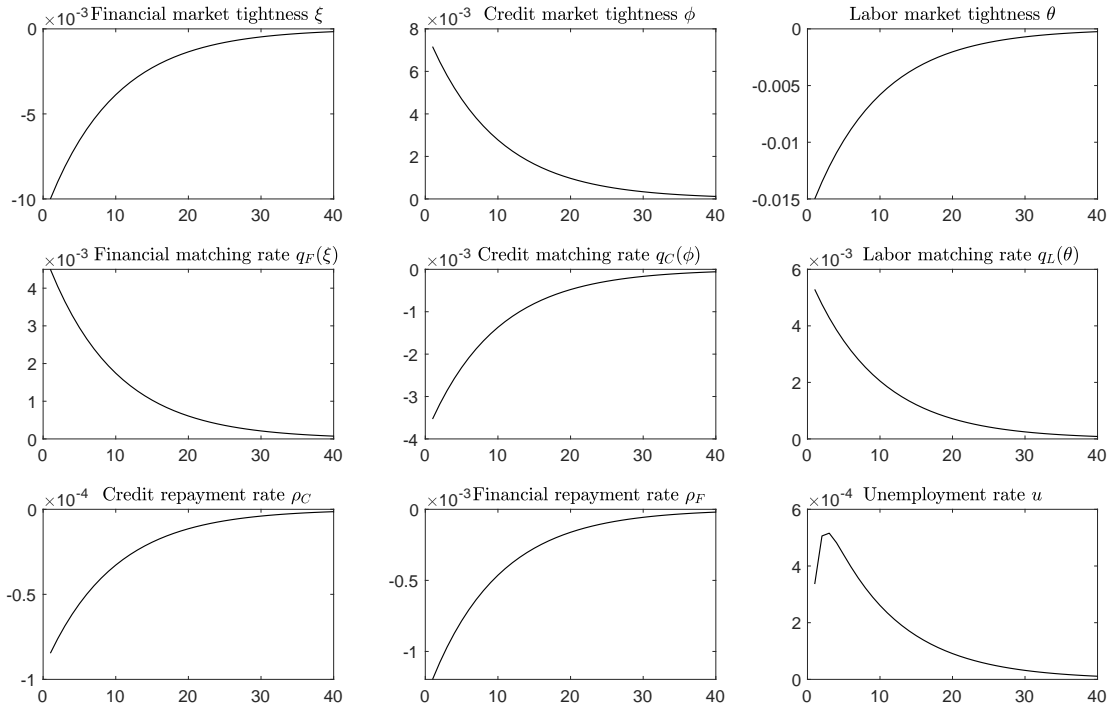 ×10⁻³ Financial market tightness ξ
0
-5
-10
0 10 20 30 40
×10⁻³ Credit market tightness ϕ
8
6
4
2
0
0 10 20 30 40
Labor market tightness θ
0
-0.005
-0.01
-0.015
0 10 20 30 40
×10⁻³ Financial matching rate q_F(ξ)
4
3
2
1
0
0 10 20 30 40
×10⁻³ Credit matching rate q_C(ϕ)
0
-1
-2
-3
-4
0 10 20 30 40
×10⁻³ Labor matching rate q_L(θ)
6
4
2
0
0 10 20 30 40
×10⁻⁴ Credit repayment rate ρ_C
0
-0.5
-1
0 10 20 30 40
×10⁻³ Financial repayment rate ρ_F
0
-0.5
-1
0 10 20 30 40
×10⁻⁴ Unemployment rate u
6
4
2
0
0 10 20 30 40